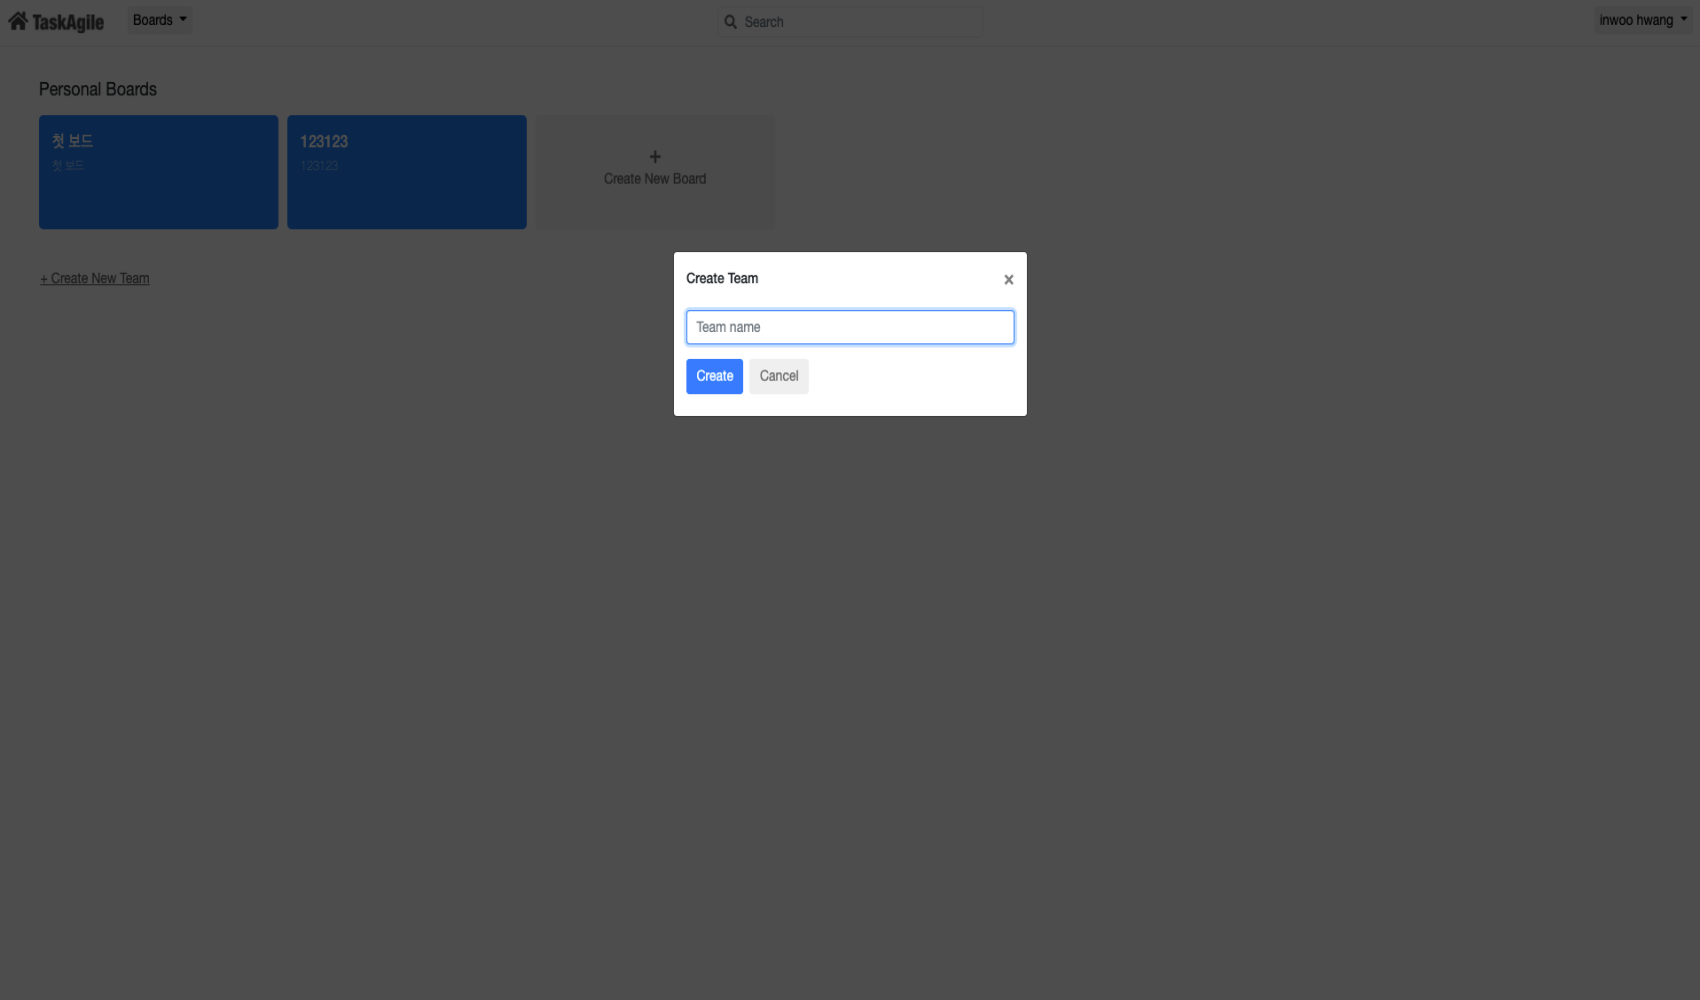 TaskAgile
Boards
Search
inwoo hwang
Personal Boards
첫 보드
첫 보드
123123
123123
+
Create New Board
+ Create New Team
Create Team
×
Team name
Create
Cancel